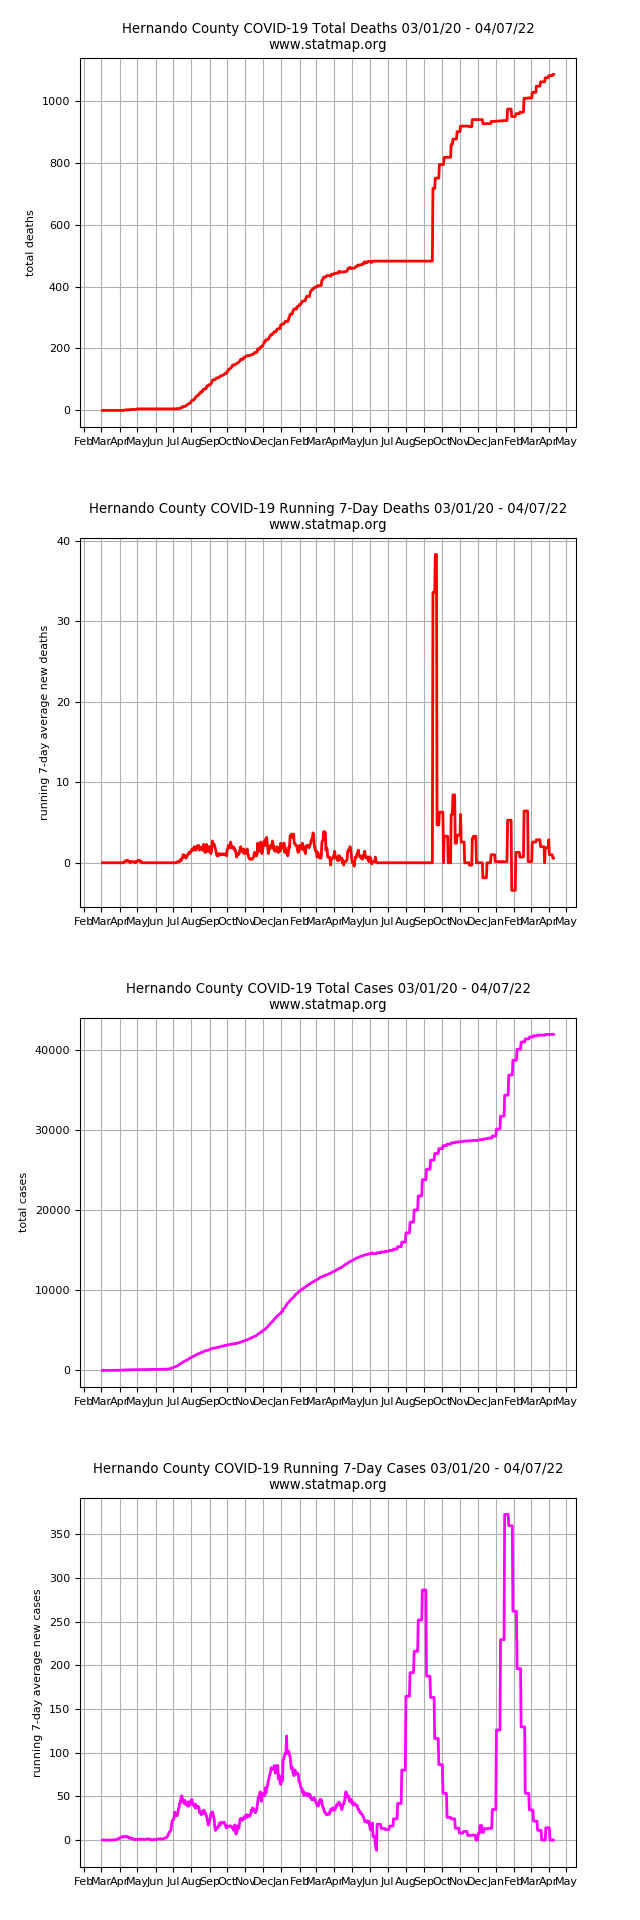 Hernando County COVID-19 Total Deaths 03/01/20 - 04/07/22
www.statmap.org
1000
800
600
400
200
0
total deaths
Feb Mar Apr May Jun Jul Aug Sep Oct Nov Dec Jan Feb Mar Apr May Jun Jul Aug Sep Oct Nov Dec Jan Feb Mar Apr May
Hernando County COVID-19 Running 7-Day Deaths 03/01/20 - 04/07/22
www.statmap.org
40
30
20
10
0
running 7-day average new deaths
Feb Mar Apr May Jun Jul Aug Sep Oct Nov Dec Jan Feb Mar Apr May Jun Jul Aug Sep Oct Nov Dec Jan Feb Mar Apr May
Hernando County COVID-19 Total Cases 03/01/20 - 04/07/22
www.statmap.org
40000
30000
20000
10000
0
total cases
Feb Mar Apr May Jun Jul Aug Sep Oct Nov Dec Jan Feb Mar Apr May Jun Jul Aug Sep Oct Nov Dec Jan Feb Mar Apr May
Hernando County COVID-19 Running 7-Day Cases 03/01/20 - 04/07/22
www.statmap.org
350
300
250
200
150
100
50
0
running 7-day average new cases
Feb Mar Apr May Jun Jul Aug Sep Oct Nov Dec Jan Feb Mar Apr May Jun Jul Aug Sep Oct Nov Dec Jan Feb Mar Apr May